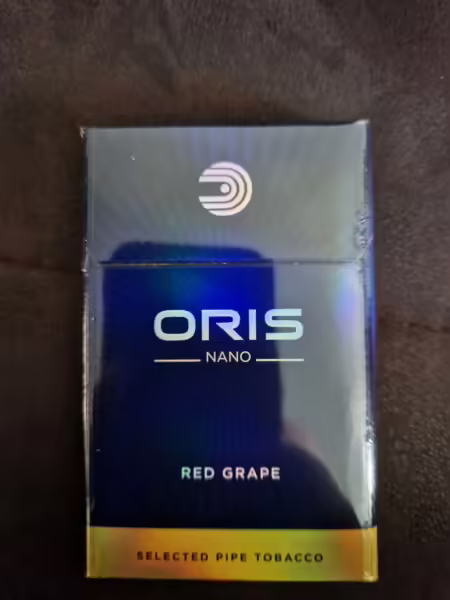 ORIS
NANO
RED GRAPE
SELECTED PIPE TOBACCO